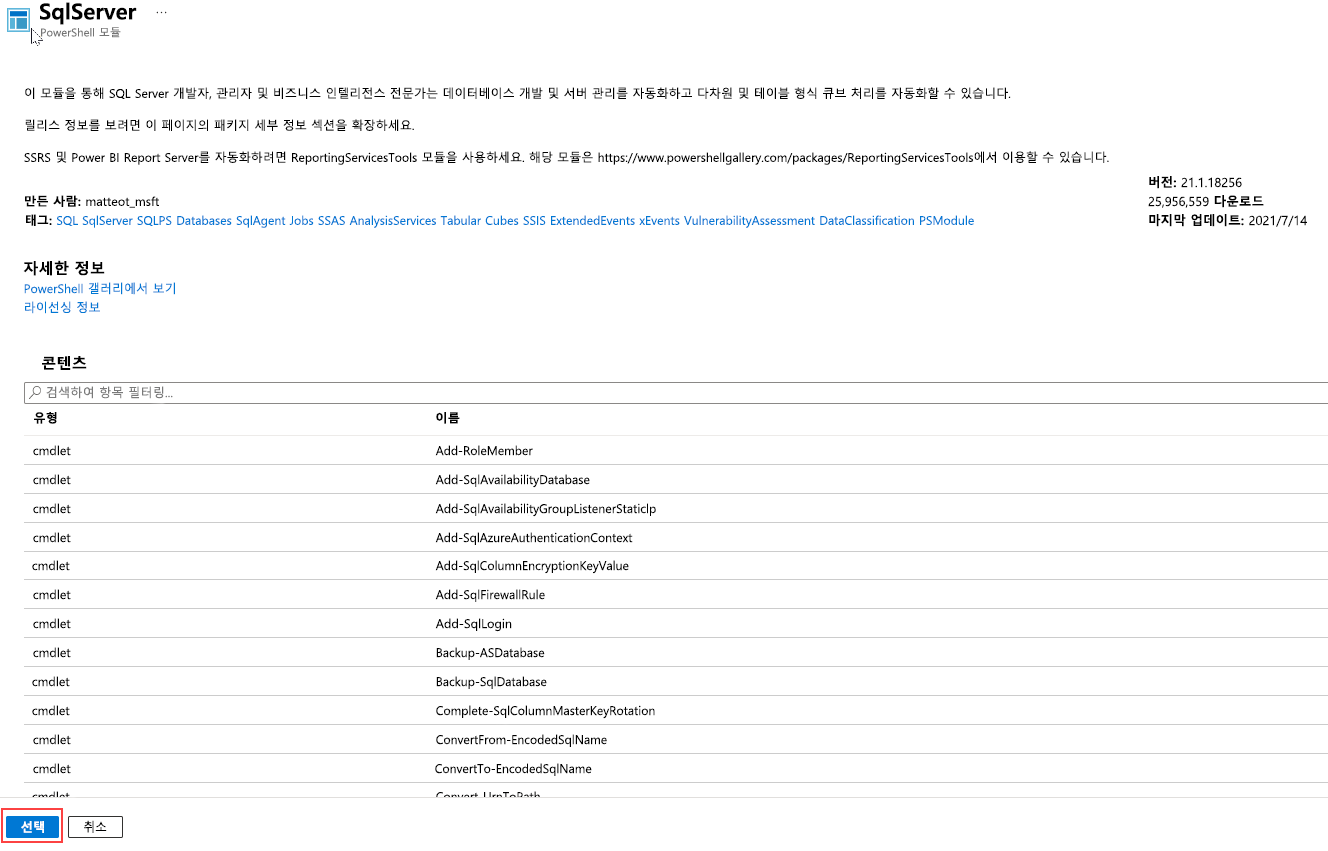 SqlServer ...
PowerShell 모듈
이 모듈을 통해 SQL Server 개발자, 관리자 및 비즈니스 인텔리전스 전문가는 데이터베이스 개발 및 서버 관리를 자동화하고 다차원 및 테이블 형식 큐브 처리를 자동화할 수 있습니다.
릴리스 정보를 보려면 이 페이지의 패키지 세부 정보 섹션을 확장하세요.
SSRS 및 Power BI Report Server를 자동화하려면 ReportingServicesTools 모듈을 사용하세요. 해당 모듈은 https://www.powershellgallery.com/packages/ReportingServicesTools에서 이용할 수 있습니다.
만든 사람: matteot_msft
태그: SQL SqlServer SQLPS Databases SqlAgent Jobs SSAS AnalysisServices Tabular Cubes SSIS ExtendedEvents xEvents VulnerabilityAssessment DataClassification PSModule
버전: 21.1.18256
25,956,559 다운로드
마지막 업데이트: 2021/7/14
자세한 정보
PowerShell 갤러리에서 보기
라이선싱 정보
콘텐츠
검색하여 항목 필터링...
유형 이름
cmdlet Add-RoleMember
cmdlet Add-SqlAvailabilityDatabase
cmdlet Add-SqlAvailabilityGroupListenerStaticIp
cmdlet Add-SqlAzureAuthenticationContext
cmdlet Add-SqlColumnEncryptionKeyValue
cmdlet Add-SqlFirewallRule
cmdlet Add-SqlLogin
cmdlet Backup-ASDatabase
cmdlet Backup-SqlDatabase
cmdlet Complete-SqlColumnMasterKeyRotation
cmdlet ConvertFrom-EncodedSqlName
cmdlet ConvertTo-EncodedSqlName
cmdlet Convert-UrnToPath
선택 취소